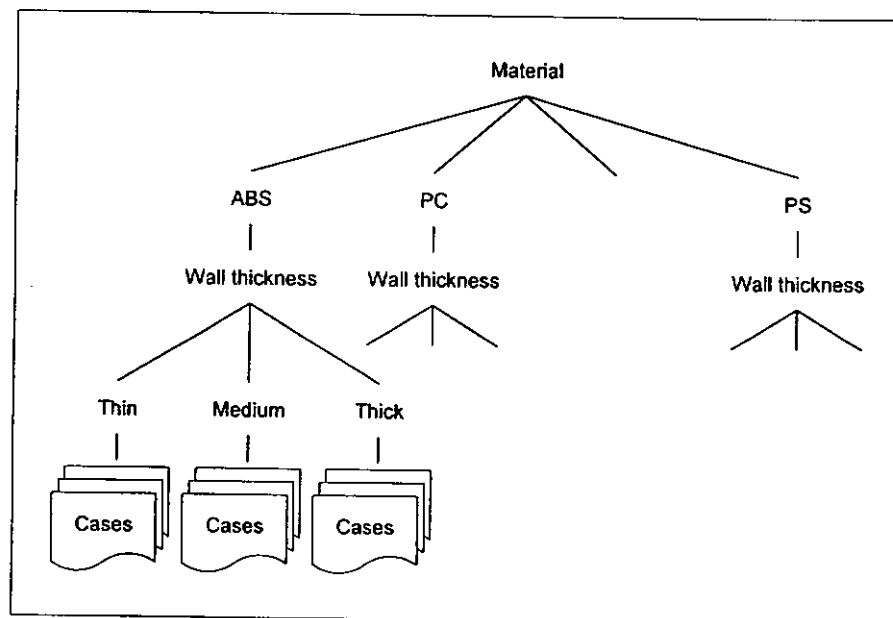 Material
ABS
PC
PS
Wall thickness
Wall thickness
Wall thickness
Thin
Medium
Thick
Cases
Cases
Cases